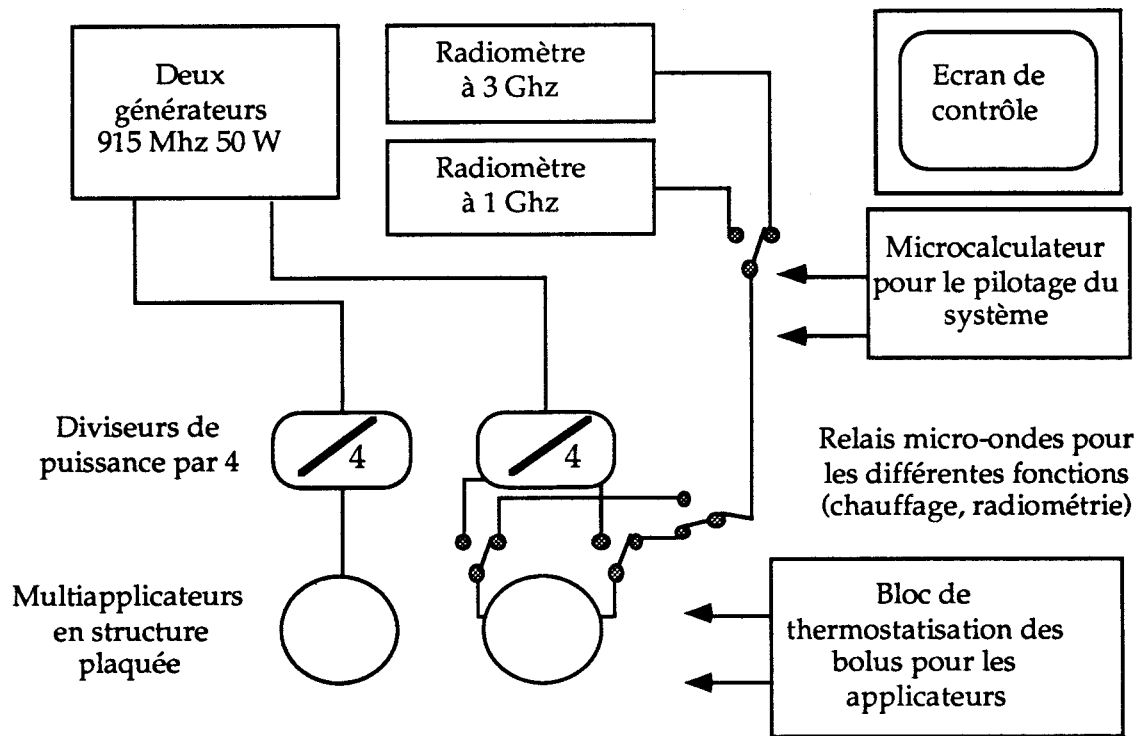 Deux
générateurs
915 Mhz 50 W
Radiomètre
à 3 Ghz
Radiomètre
à 1 Ghz
Ecran de
contrôle
Microcalculateur
pour le pilotage du
système
Diviseurs de
puissance par 4
4
4
Relais micro-ondes pour
les différentes fonctions
(chauffage, radiométrie)
Multiapplicateurs
en structure
plaquée
Bloc de
thermostatisation des
bolus pour les
applicateurs